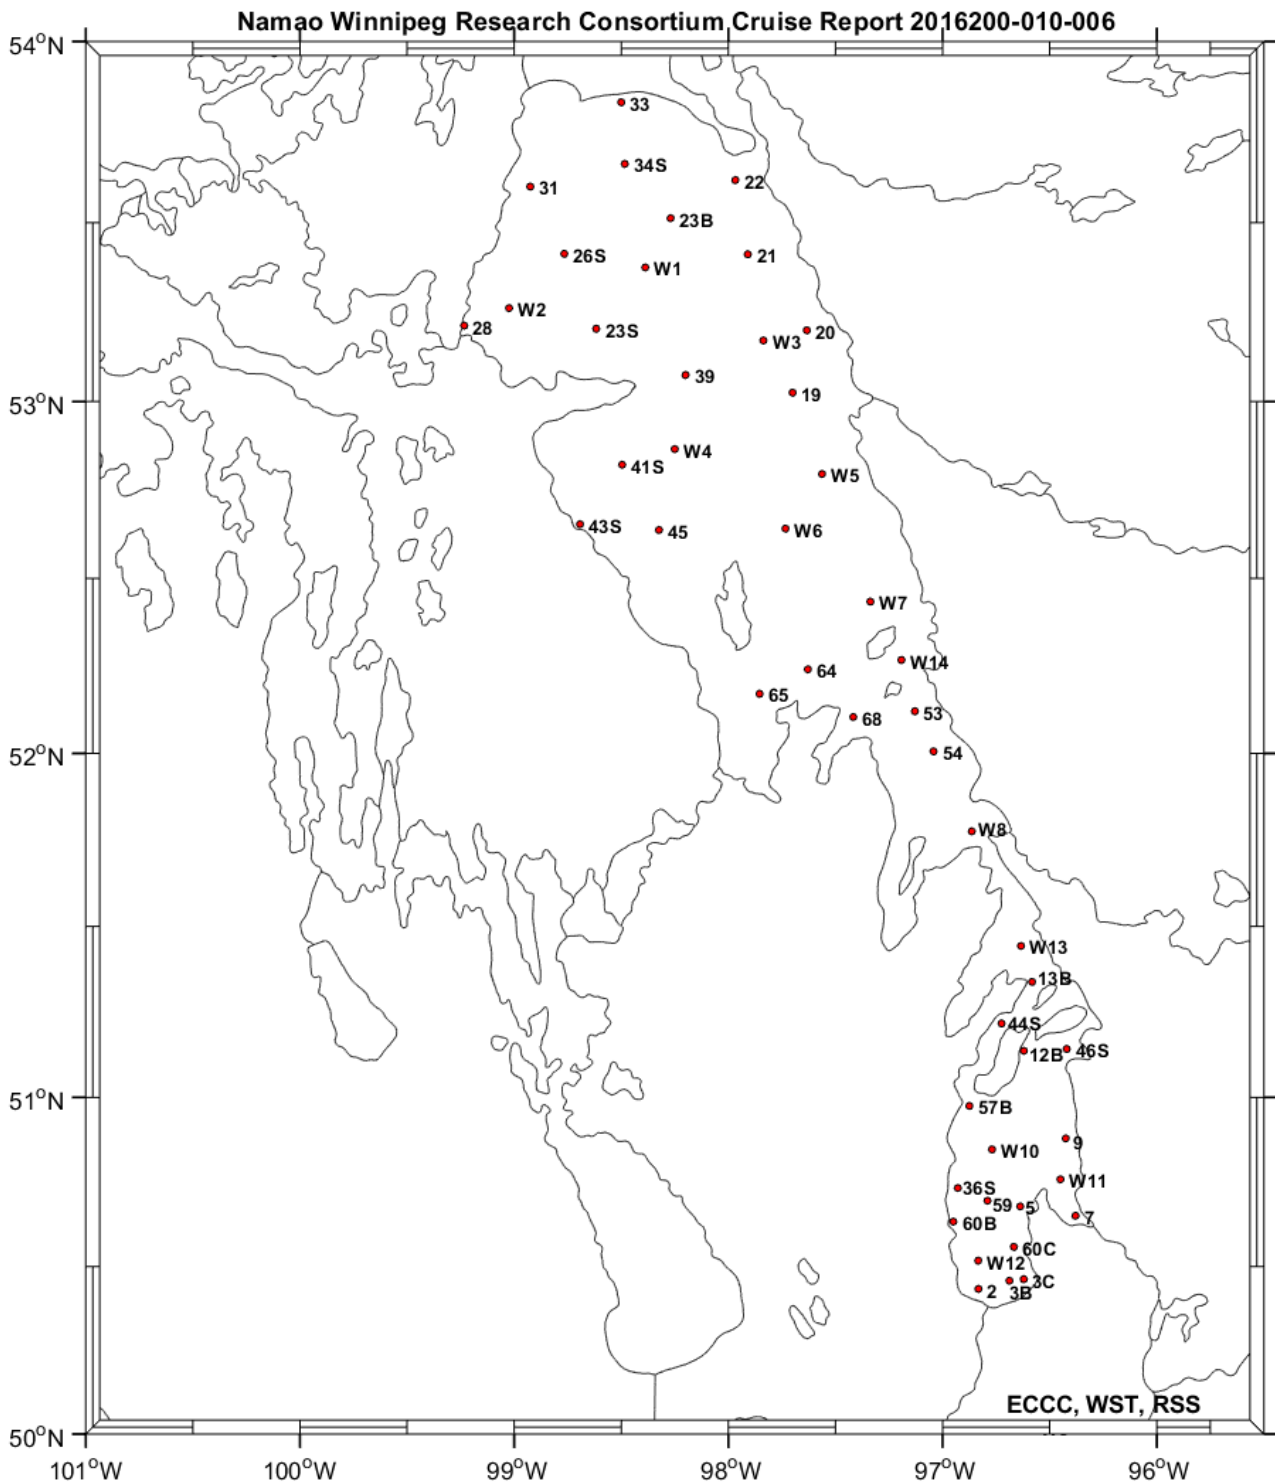 Namao Winnipeg Research Consortium Cruise Report 2016200-010-006
54°N
33
34S
22
31
23B
26S
21
W1
W2
28
23S
20
W3
39
53°N
19
W4
41S
W5
43S
45
W6
W7
W14
64
65
53
68
52°N
54
W8
W13
13B
44S
12B
46S
51°N
57B
9
W10
W11
36S
59
5
7
60B
60C
W12
3C
2
3B
ECCC, WST, RSS
50°N
101°W
100°W
99°W
98°W
97°W
96°W